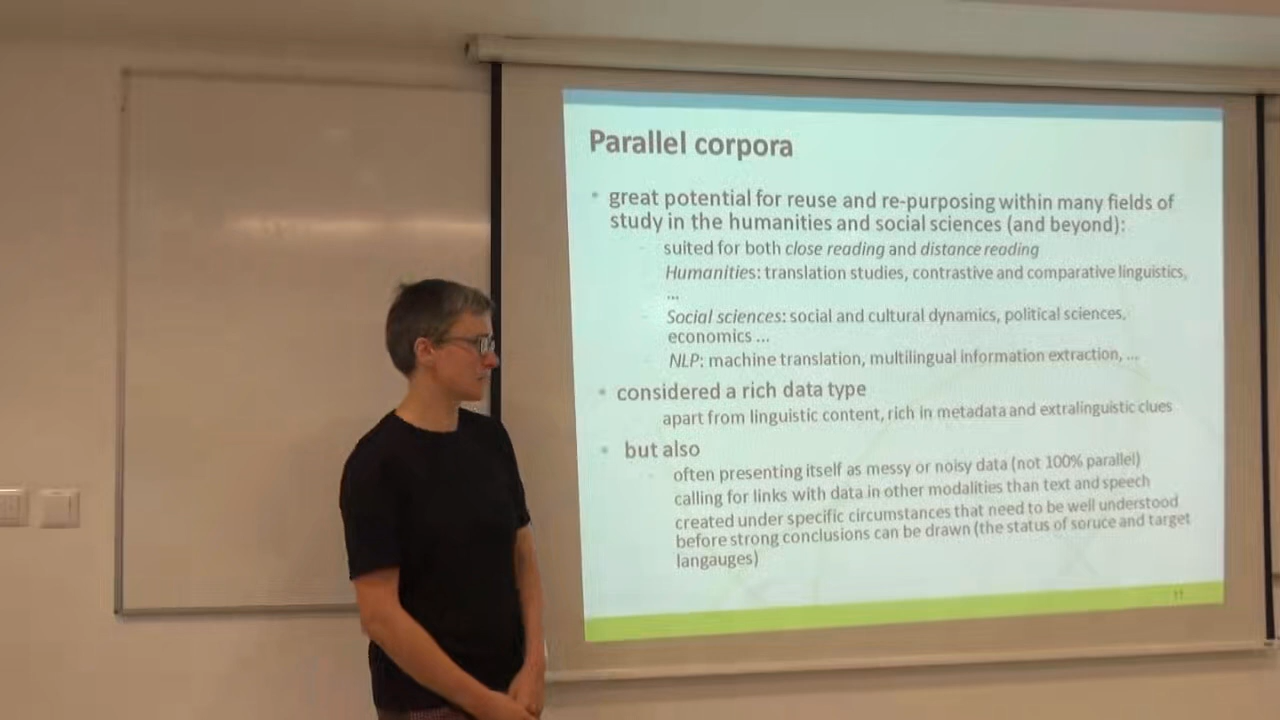 Parallel corpora
• great potential for reuse and re-purposing within many fields of
study in the humanities and social sciences (and beyond):
- suited for both close reading and distance reading
Humanities: translation studies, contrastive and comparative linguistics,
...
- Social sciences: social and cultural dynamics, political sciences,
economics ...
NLP: machine translation, multilingual information extraction, ...
• considered a rich data type
apart from linguistic content, rich in metadata and extralinguistic clues
• but also
often presenting itself as messy or noisy data (not 100% parallel)
calling for links with data in other modalities than text and speech
created under specific circumstances that need to be well understood
before strong conclusions can be drawn (the status of soruce and target
langauges)